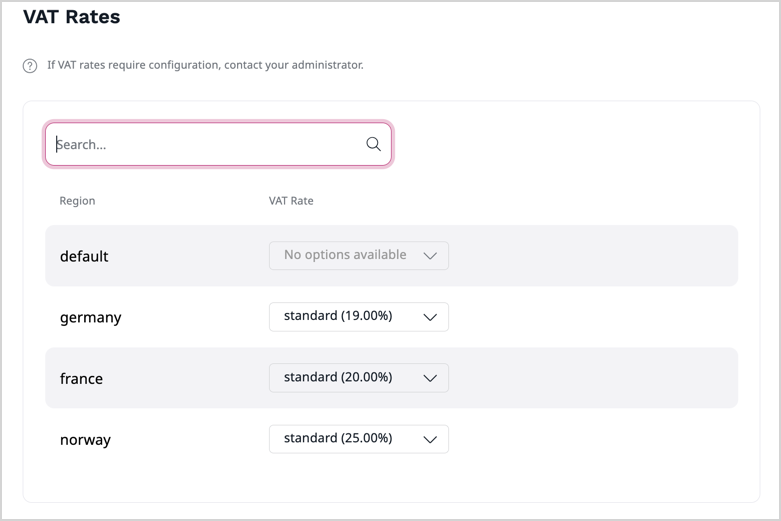 VAT Rates
If VAT rates require configuration, contact your administrator.
Search...
Region VAT Rate
default No options available
germany standard (19.00%)
france standard (20.00%)
norway standard (25.00%)